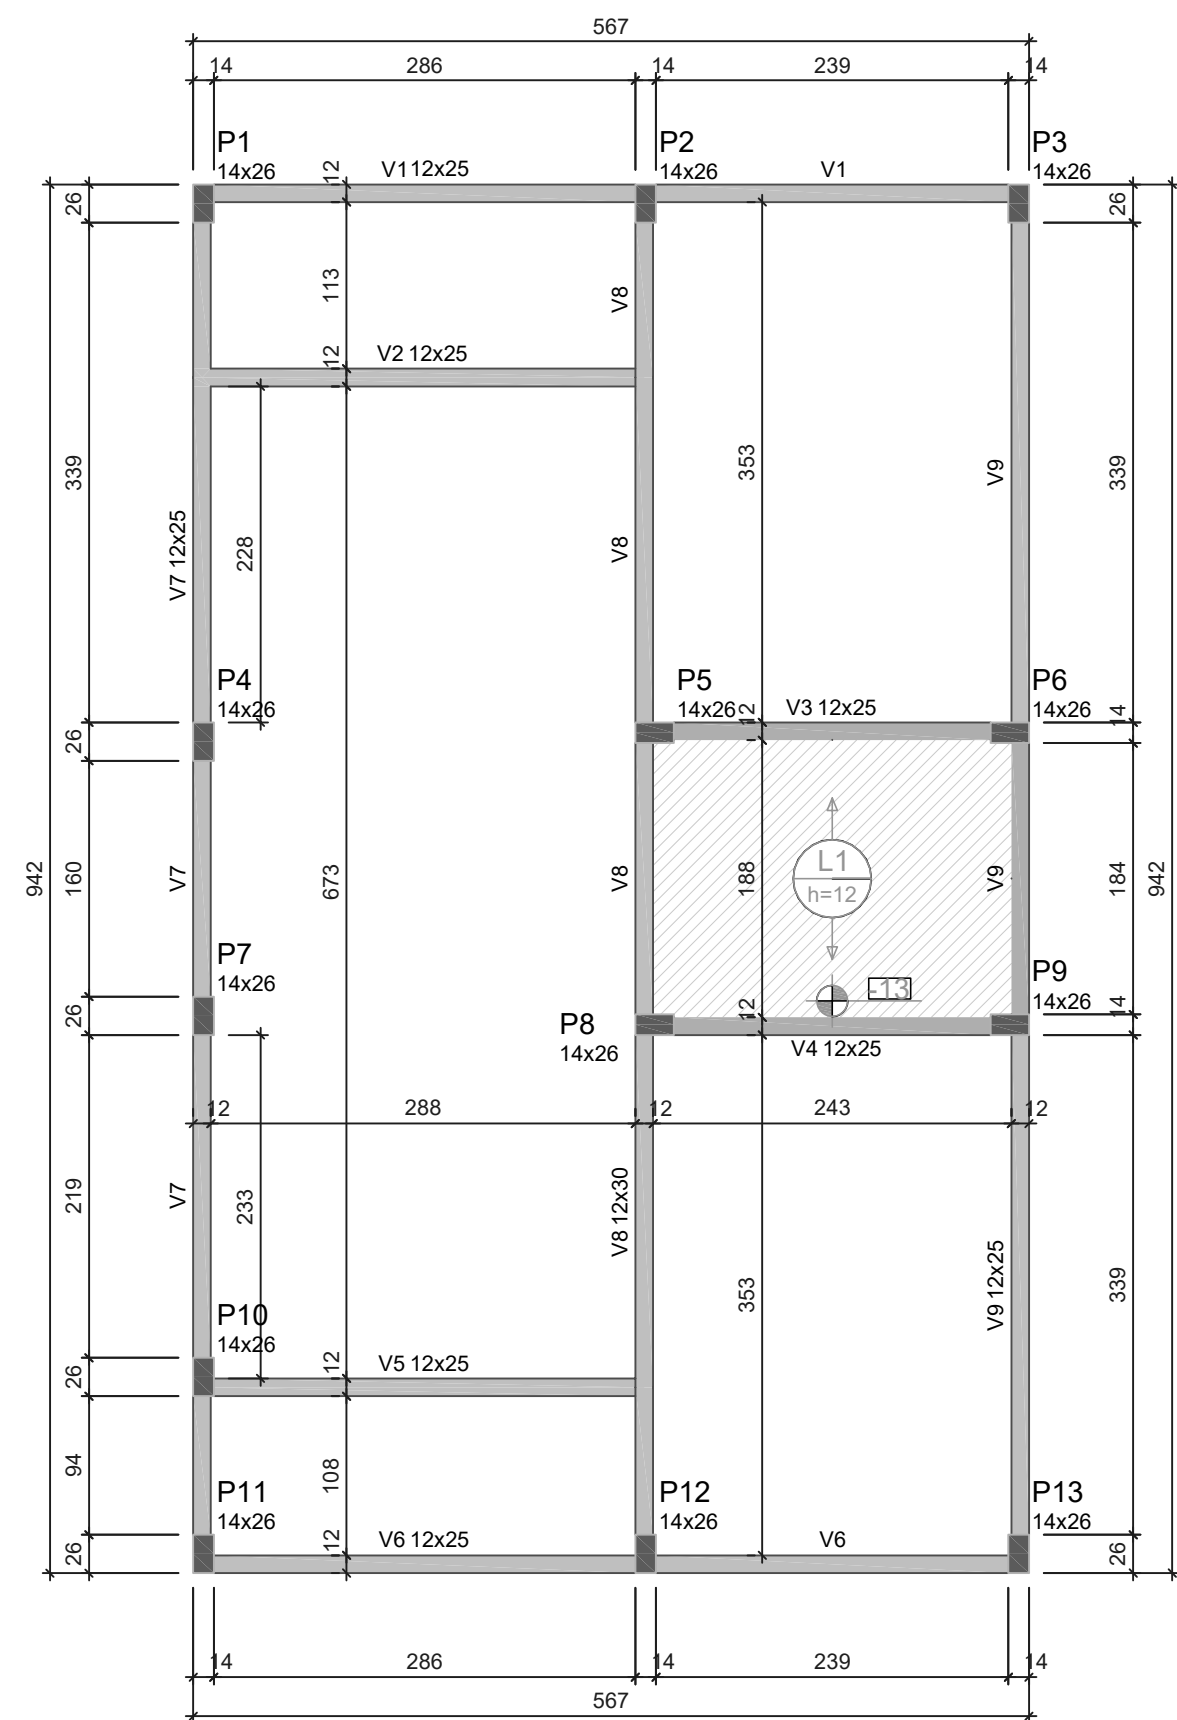 567
14 286 14 239 14
P1 P2 P3
14x26 12 V1 12x25 14x26 V1 14x26
26 26
113 V8
12 V2 12x25
339 228 V8 353 V9 339
V7 12x25
P4 P5 P6
14x26 14x26 12 V3 12x25 14x26 14
26
L1
h=12
942 160 V7 673 V8 188 V9 184 942
P7 P9
14x26 -13 14x26
26 12 14
P8
14x26 V4 12x25
12 288 12 243 12
219 V7 233 V8 12x30 353 V9 12x25 339
P10
14x26 12 V5 12x25
26
94 108
P11 P12 P13
14x26 14x26 14x26
12 V6 12x25 V6
26 26
14 286 14 239 14
567